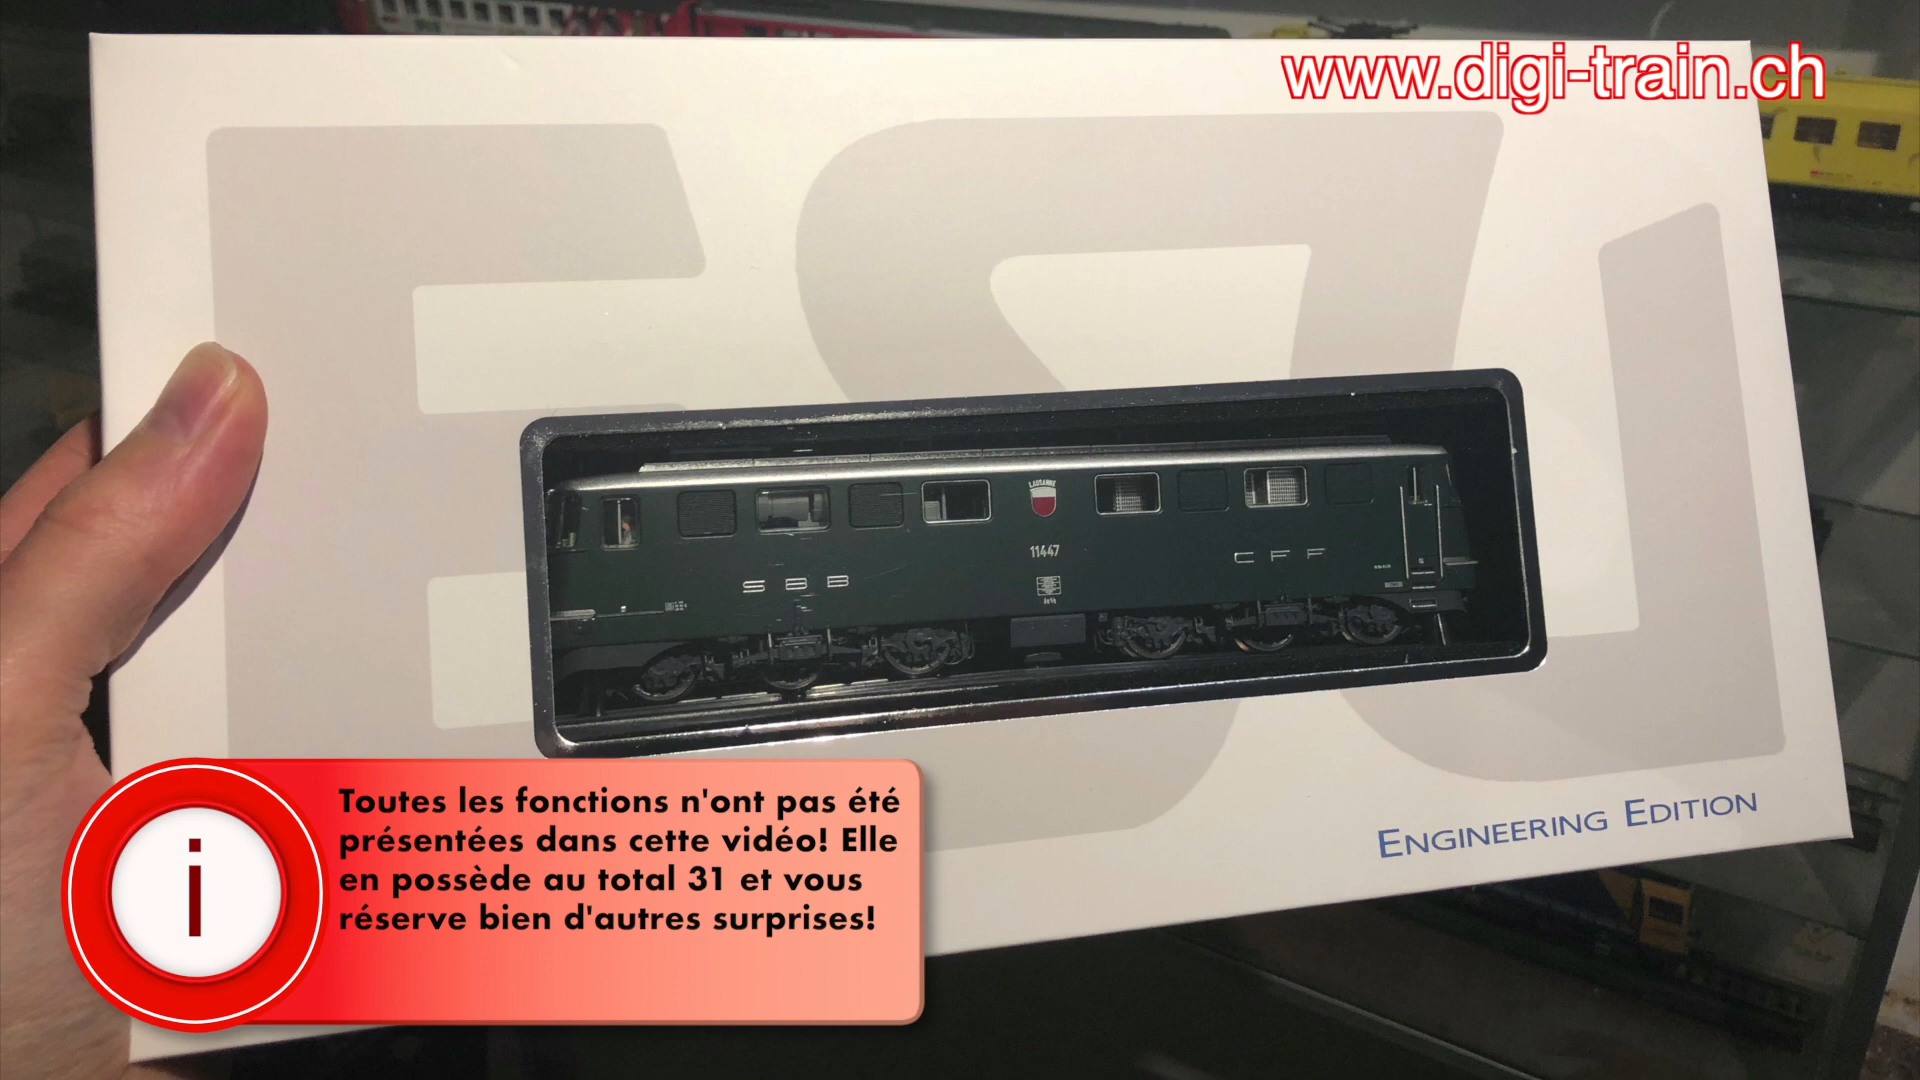 www.digi-train.ch
ESU
LAUSANNE
11447
SBB
CFF
ENGINEERING EDITION
i
Toutes les fonctions n'ont pas été
présentées dans cette vidéo! Elle
en possède au total 31 et vous
réserve bien d'autres surprises!